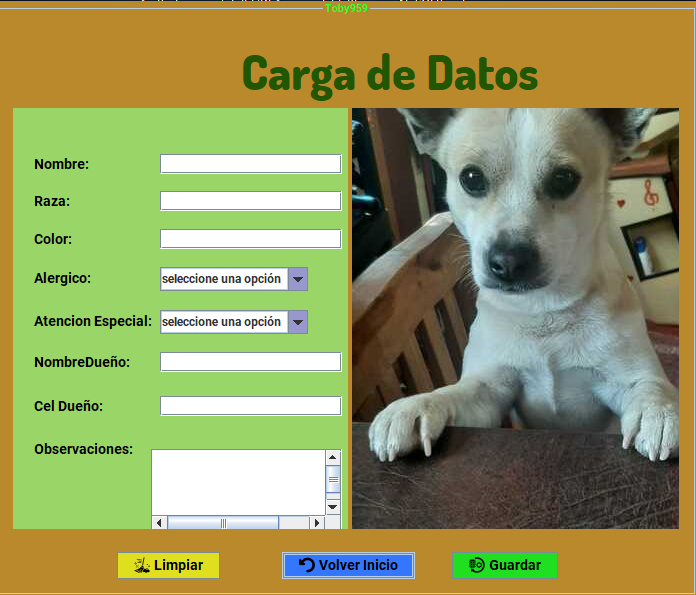 Toby959
Carga de Datos
Nombre:
Raza:
Color:
Alergico: seleccione una opción
Atencion Especial: seleccione una opción
NombreDueño:
Cel Dueño:
Observaciones:
Limpiar Volver Inicio Guardar